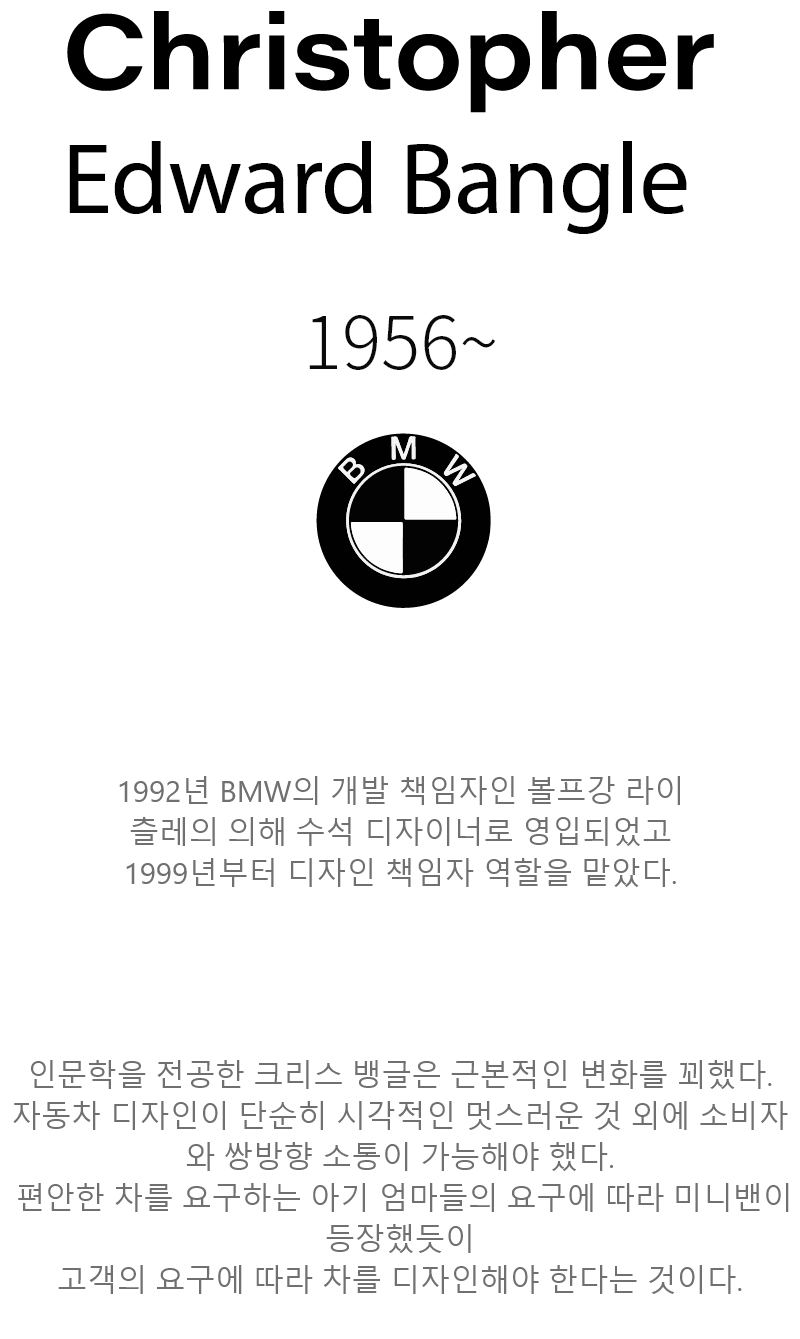 Christopher
Edward Bangle
1956~
B M W
1992년 BMW의 개발 책임자인 볼프강 라이
츨레의 의해 수석 디자이너로 영입되었고
1999년부터 디자인 책임자 역할을 맡았다.
인문학을 전공한 크리스 뱅글은 근본적인 변화를 꾀했다.
자동차 디자인이 단순히 시각적인 멋스러운 것 외에 소비자
와 쌍방향 소통이 가능해야 했다.
편안한 차를 요구하는 아기 엄마들의 요구에 따라 미니밴이
등장했듯이
고객의 요구에 따라 차를 디자인해야 한다는 것이다.